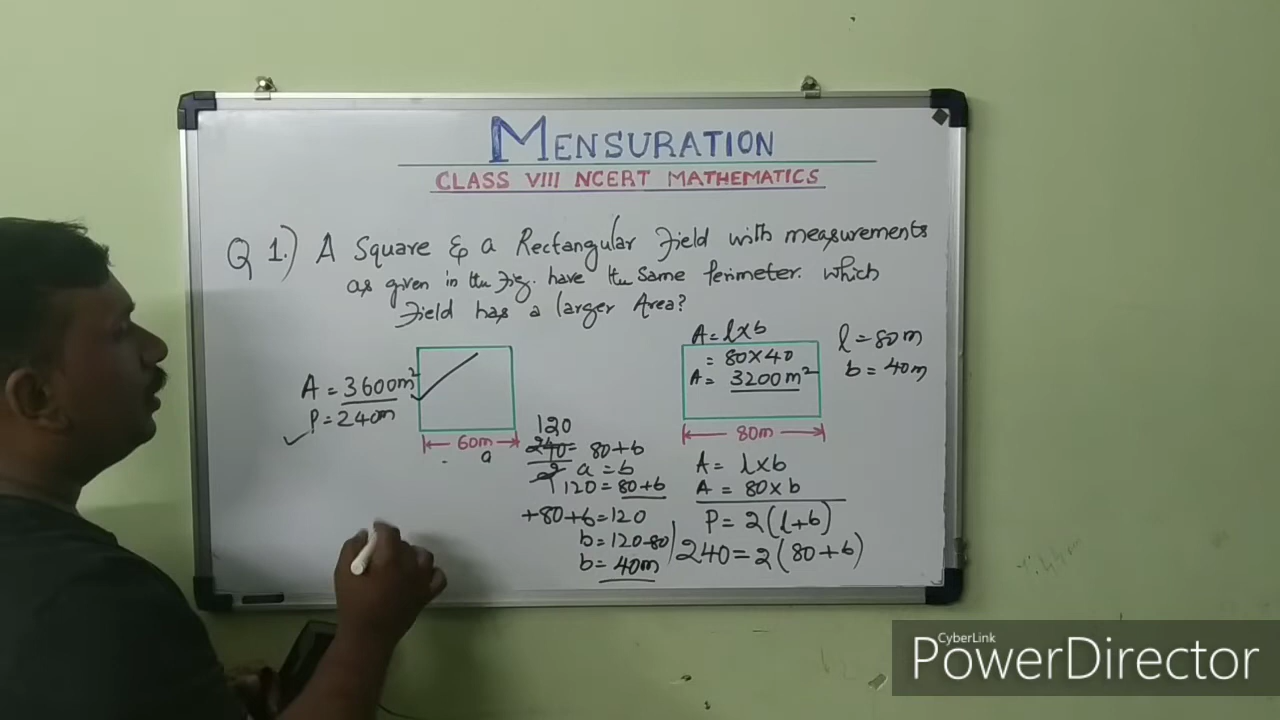 MENSURATION
CLASS VIII NCERT MATHEMATICS
Q 1.) A Square & a Rectangular Field with measurements
as given in the Fig. have the same perimeter. which
Field has a larger Area?
A = 3600m²
P = 240m
60m
a
120
240 = 80+b
2
a = b
120 = 80+b
+80+b = 120
b = 120-80
b = 40m
A = l×b
= 80×40
A = 3200m²
l = 80m
b = 40m
80m
A = l×b
A = 80×b
P = 2(l+b)
240 = 2(80+b)
CyberLink
PowerDirector